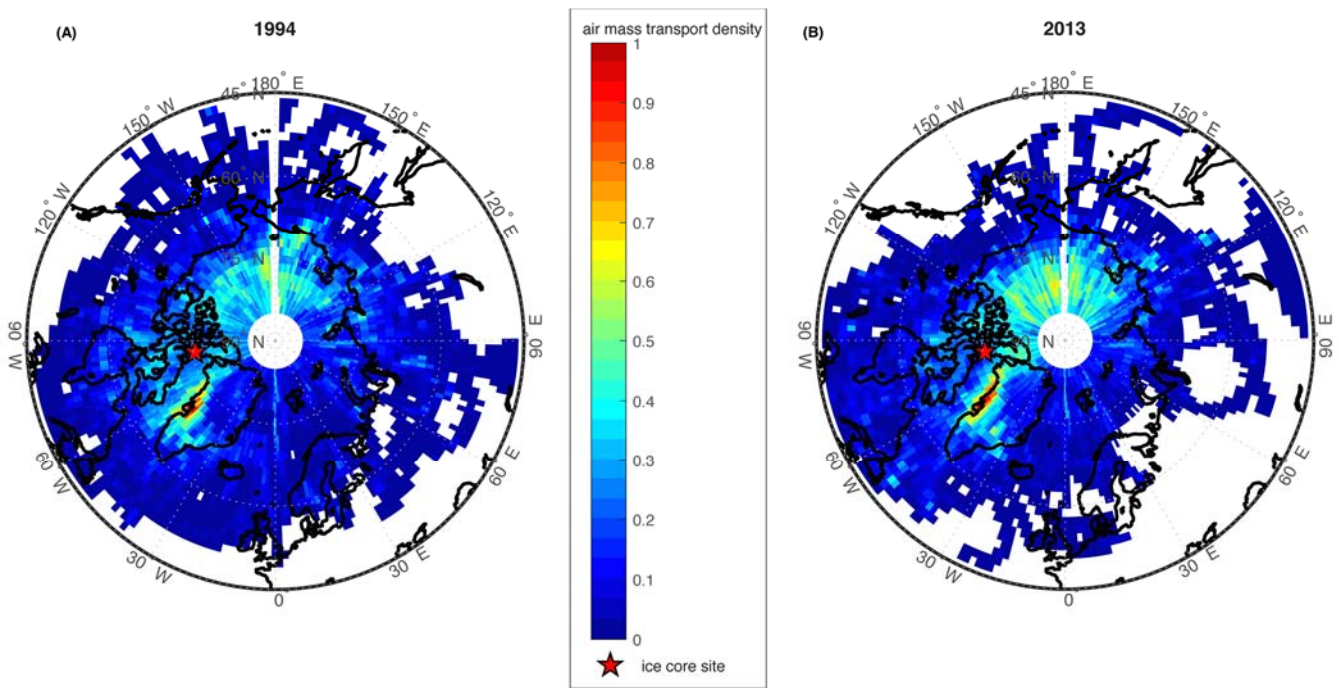 (A)
1994
180° E
45° N
150° W
150° E
120° W
120° E
60° N
75° N
N
90 W
90 E
60 W
60 E
30 W
30 E
0
air mass transport density
1
0.9
0.8
0.7
0.6
0.5
0.4
0.3
0.2
0.1
0
ice core site
(B)
2013
180° E
45° N
150° W
150° E
120° W
120° E
60° N
N
N
90 W
90 E
60 W
60 E
30 W
30 E
0